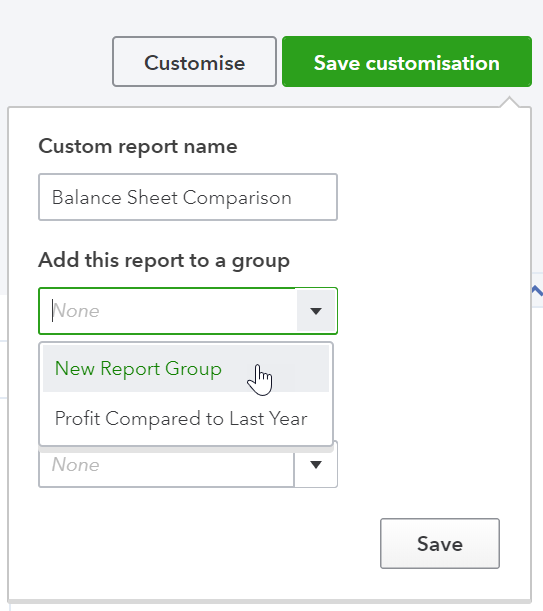 Customise
Save customisation
Custom report name
Balance Sheet Comparison
Add this report to a group
None
New Report Group
Profit Compared to Last Year
None
Save